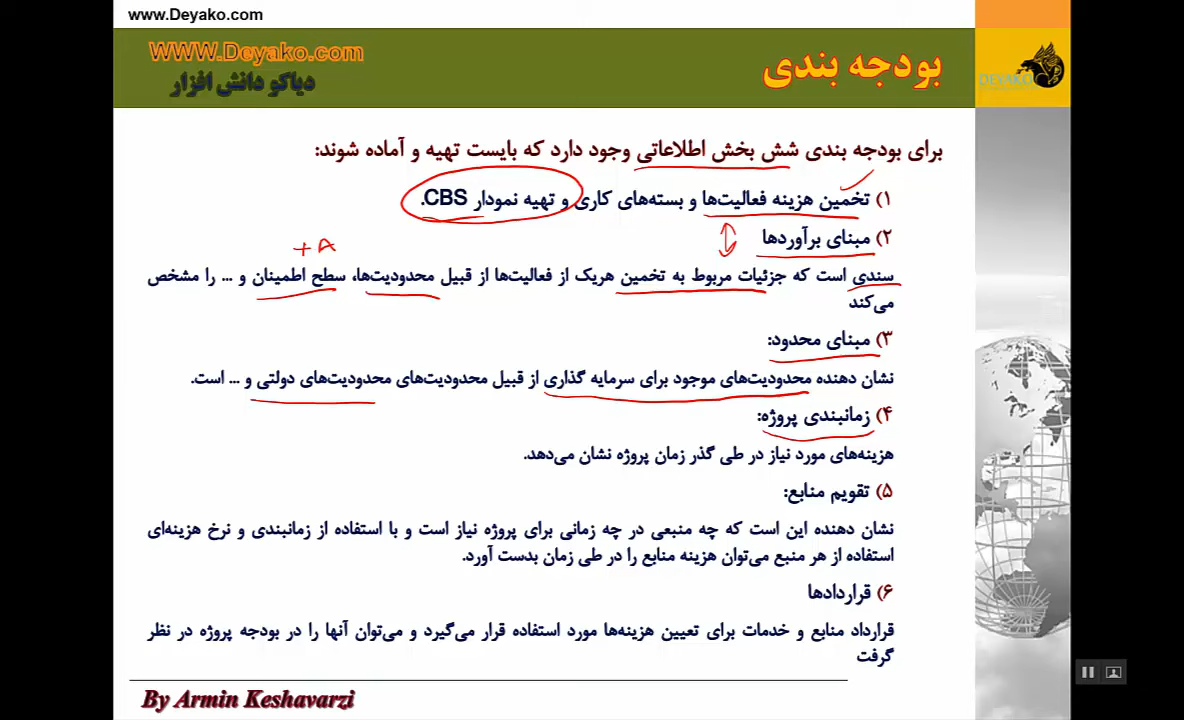 www.Deyako.com
WWW.Deyako.com
دیاکو دانش افزار
بودجه بندی
DEYAKO
برای بودجه بندی شش بخش اطلاعاتی وجود دارد که بایست تهیه و آماده شوند:
۱) تخمین هزینه فعالیت‌ها و بسته‌های کاری و تهیه نمودار CBS.
۲) مبنای برآوردها
+A
سندی است که جزئیات مربوط به تخمین هریک از فعالیت‌ها از قبیل محدودیت‌ها، سطح اطمینان و ... را مشخص
می‌کند
۳) مبنای محدود:
نشان دهنده محدودیت‌های موجود برای سرمایه گذاری از قبیل محدودیت‌های محدودیت‌های دولتی و ... است.
۴) زمانبندی پروژه:
هزینه‌های مورد نیاز در طی گذر زمان پروژه نشان می‌دهد.
۵) تقویم منابع:
نشان دهنده این است که چه منبعی در چه زمانی برای پروژه نیاز است و با استفاده از زمانبندی و نرخ هزینه‌ای
استفاده از هر منبع می‌توان هزینه منابع را در طی زمان بدست آورد.
۶) قراردادها
قرارداد منابع و خدمات برای تعیین هزینه‌ها مورد استفاده قرار می‌گیرد و می‌توان آنها را در بودجه پروژه در نظر
گرفت
By Armin Keshavarzi